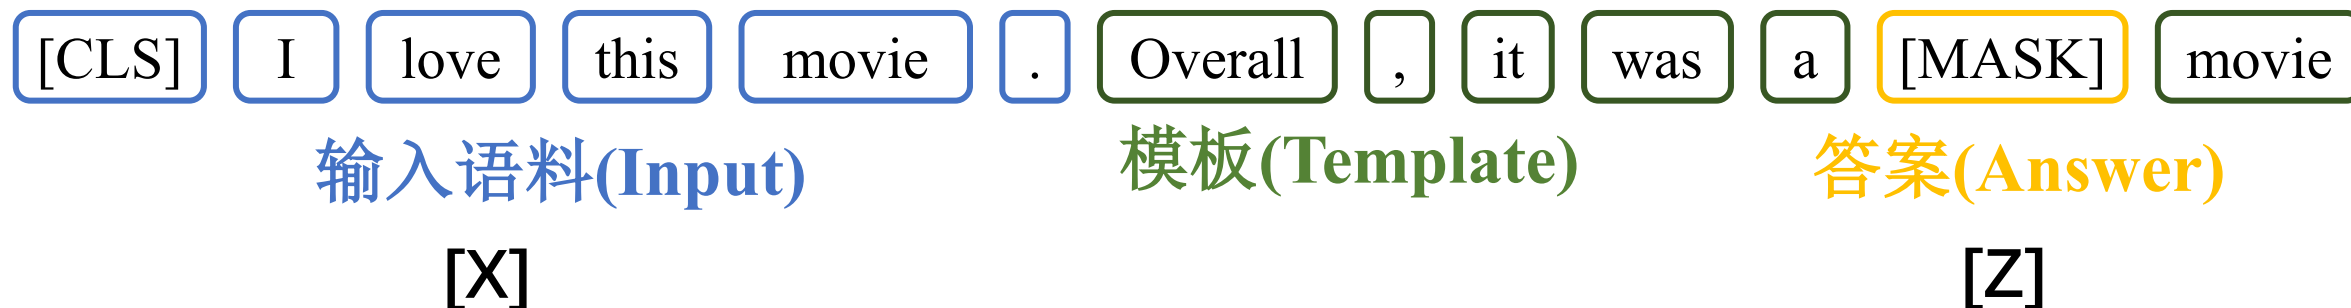 [CLS] I love this movie . Overall , it was a [MASK] movie
输入语料(Input) 模板(Template) 答案(Answer)
[X] [Z]